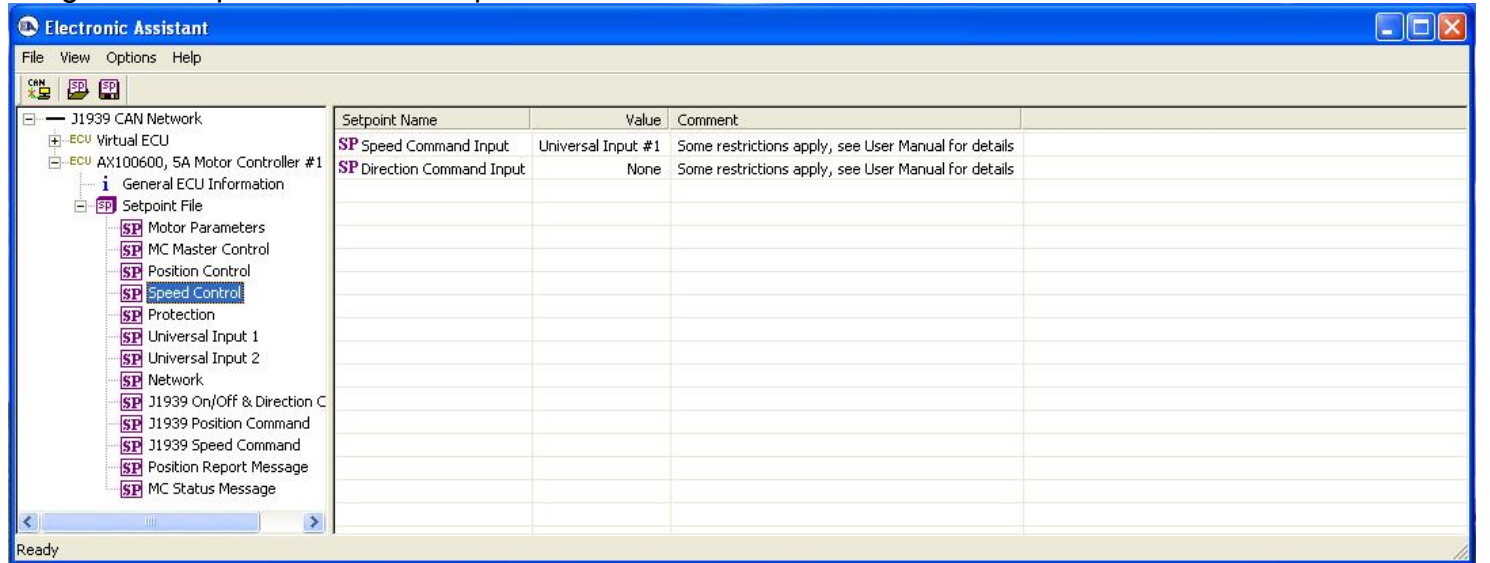 Electronic Assistant
File View Options Help
CAN SP SP
J1939 CAN Network
ECU Virtual ECU
ECU AX100600, 5A Motor Controller #1
i General ECU Information
SP Setpoint File
SP Motor Parameters
SP MC Master Control
SP Position Control
SP Speed Control
SP Protection
SP Universal Input 1
SP Universal Input 2
SP Network
SP J1939 On/Off & Direction C
SP J1939 Position Command
SP J1939 Speed Command
SP Position Report Message
SP MC Status Message
Setpoint Name Value Comment
SP Speed Command Input Universal Input #1 Some restrictions apply, see User Manual for details
SP Direction Command Input None Some restrictions apply, see User Manual for details
Ready